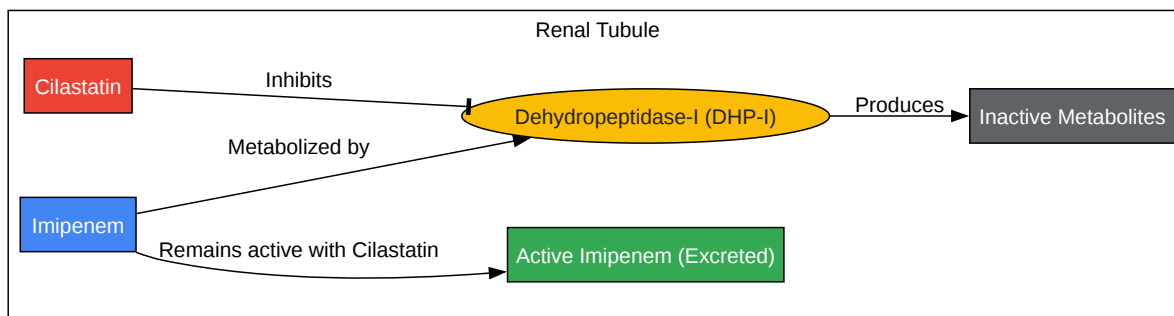 Renal Tubule
Cilastatin
Inhibits
Dehydropeptidase-I (DHP-I)
Produces
Inactive Metabolites
Metabolized by
Imipenem
Remains active with Cilastatin
Active Imipenem (Excreted)